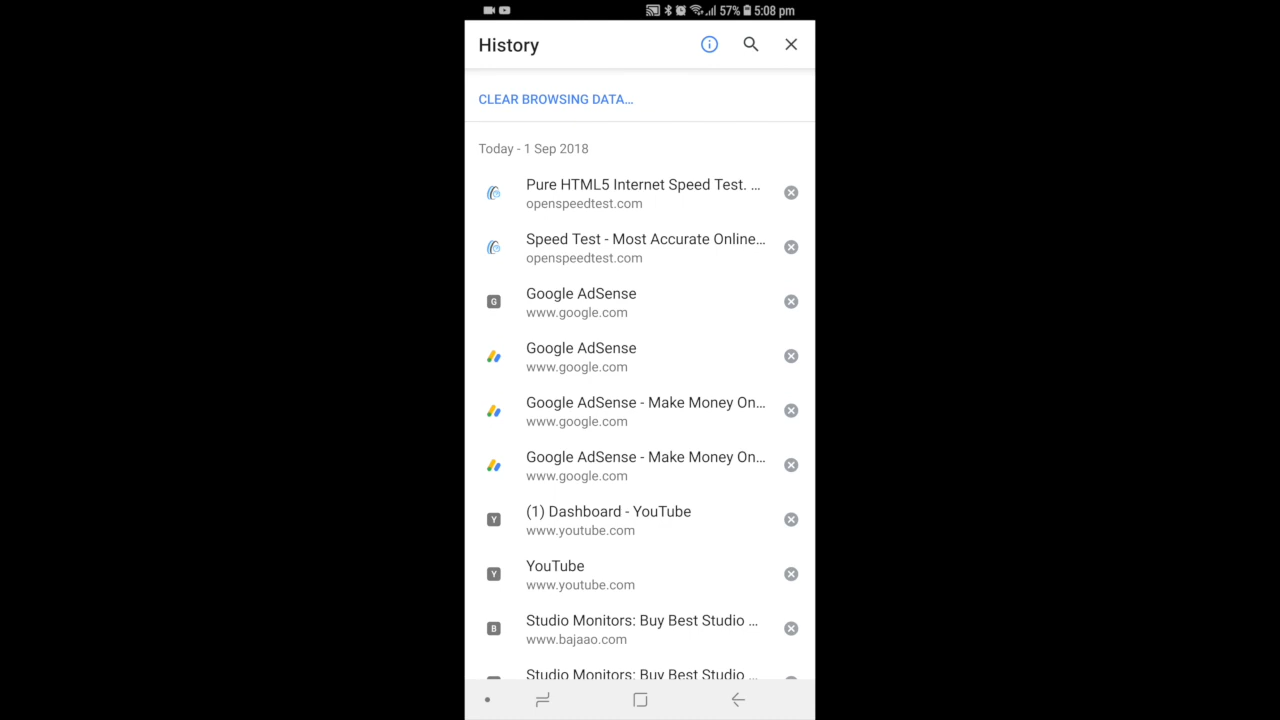 57% 5:08 pm
History
CLEAR BROWSING DATA...
Today - 1 Sep 2018
Pure HTML5 Internet Speed Test. ...
openspeedtest.com
Speed Test - Most Accurate Online...
openspeedtest.com
G
Google AdSense
www.google.com
Google AdSense
www.google.com
Google AdSense - Make Money On...
www.google.com
Google AdSense - Make Money On...
www.google.com
Y
(1) Dashboard - YouTube
www.youtube.com
Y
YouTube
www.youtube.com
B
Studio Monitors: Buy Best Studio ...
www.bajaao.com
Studio Monitors: Buy Best Studio ...